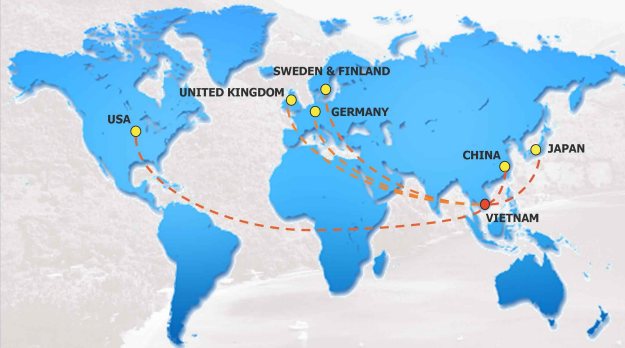 SWEDEN & FINLAND
UNITED KINGDOM
GERMANY
USA
CHINA
JAPAN
VIETNAM